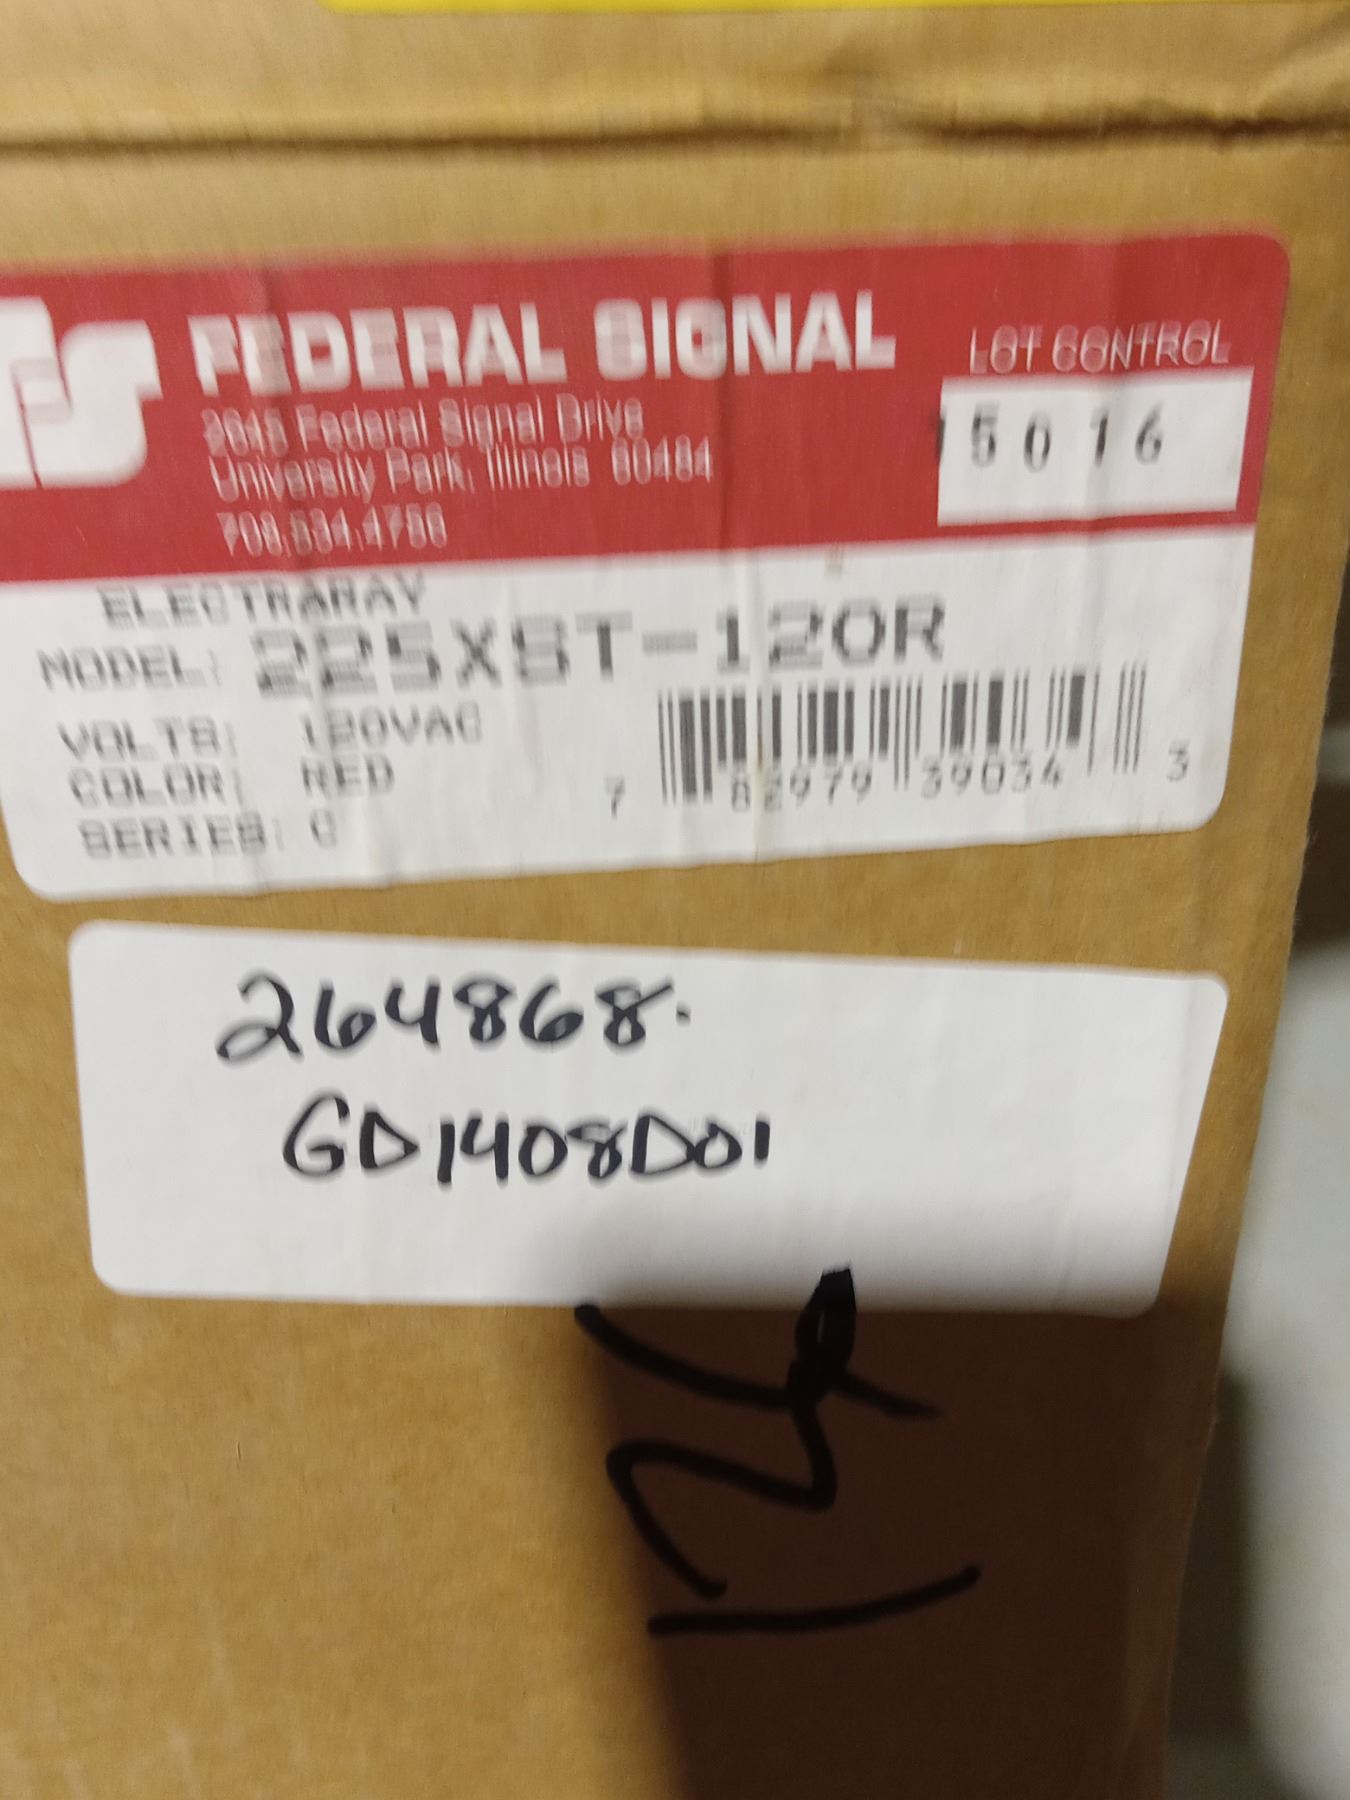 FEDERAL SIGNAL
LOT CONTROL
2645 Federal Signal Drive
University Park, Illinois 60484
708.534.4756
5016
ELECTRARAY
MODEL: 225XST-120R
VOLTS: 120VAC
COLOR: RED
SERIES: C
7 82979 39034 3
264868.
GD1408D01